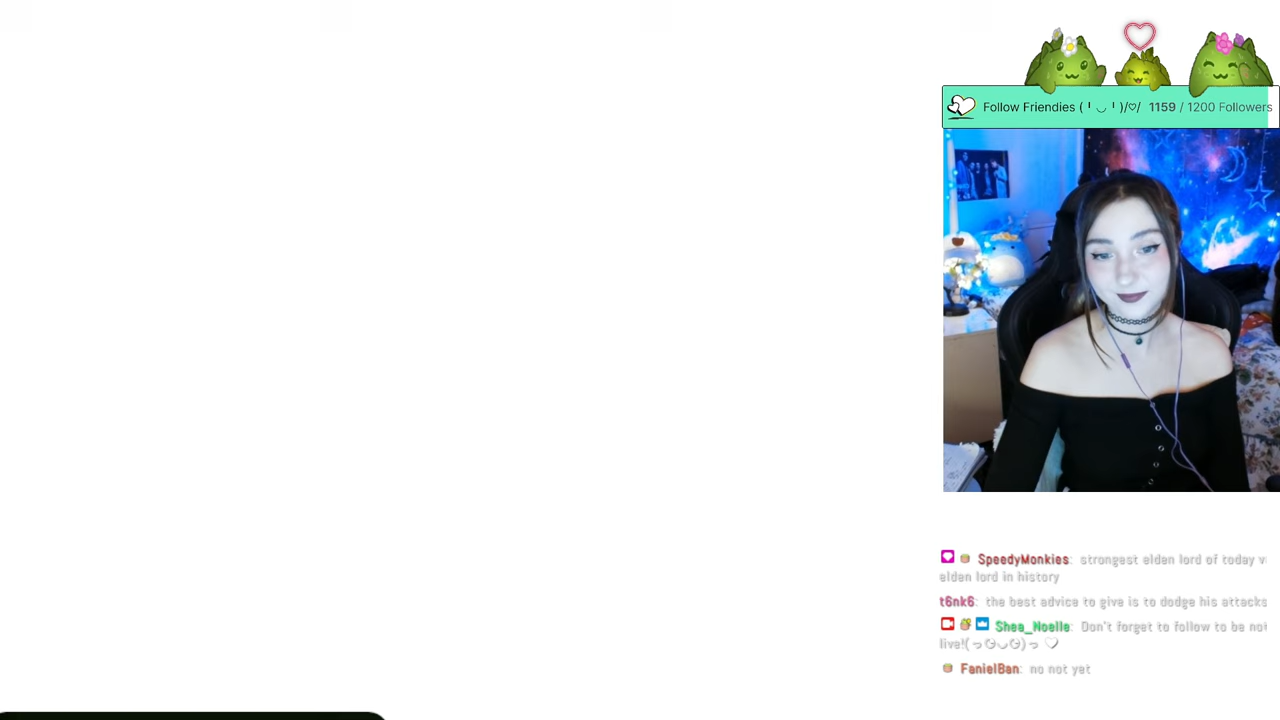 Follow Friendies ( ╹ ◡ ╹ )/♡/ 1159 / 1200 Followers
SpeedyMonkies: strongest elden lord of today v
elden lord in history
t6nk6: the best advice to give is to dodge his attacks
Shea_Noelle: Don't forget to follow to be not
live!(っ◔◡◔)っ ♡
FanielBan: no not yet